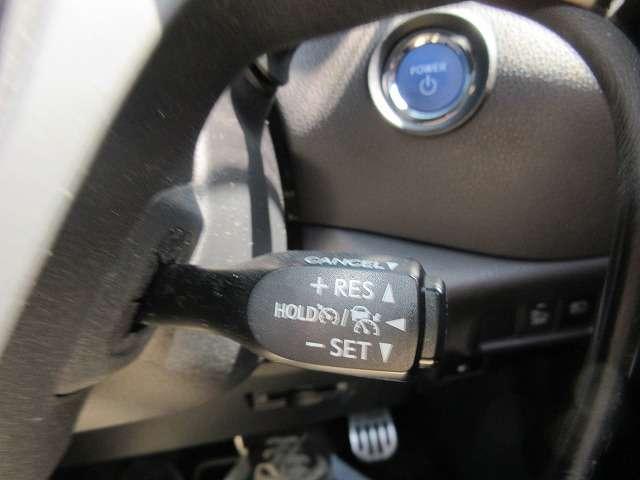 POWER
CANCEL▼
+ RES ▲
HOLD / ◀
− SET ▼